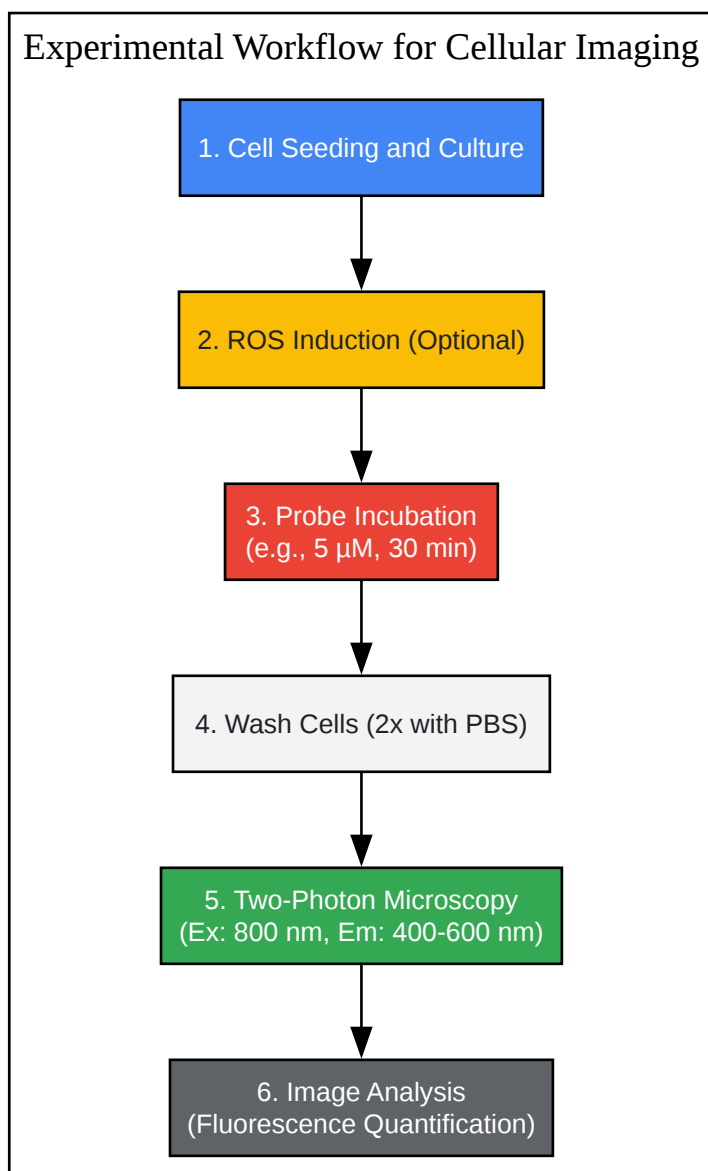 Experimental Workflow for Cellular Imaging
1. Cell Seeding and Culture
2. ROS Induction (Optional)
3. Probe Incubation
(e.g., 5 µM, 30 min)
4. Wash Cells (2x with PBS)
5. Two-Photon Microscopy
(Ex: 800 nm, Em: 400-600 nm)
6. Image Analysis
(Fluorescence Quantification)